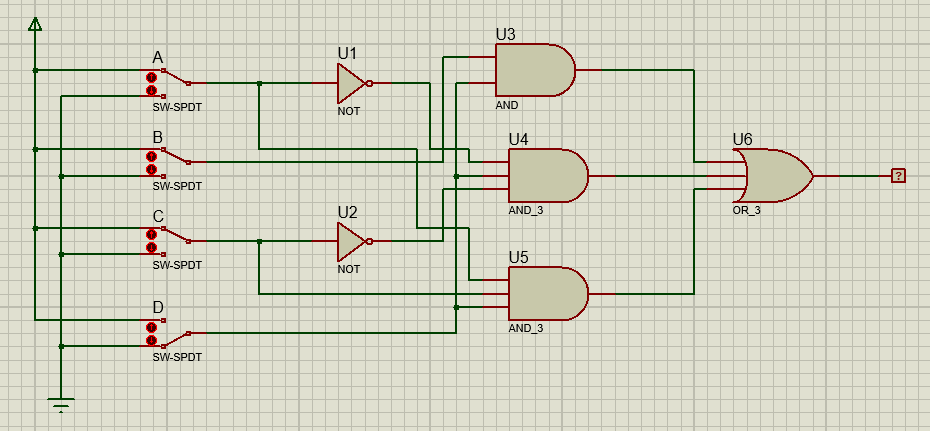 A
SW-SPDT
B
SW-SPDT
C
SW-SPDT
D
SW-SPDT
U1
NOT
U2
NOT
U3
AND
U4
AND_3
U5
AND_3
U6
OR_3
?